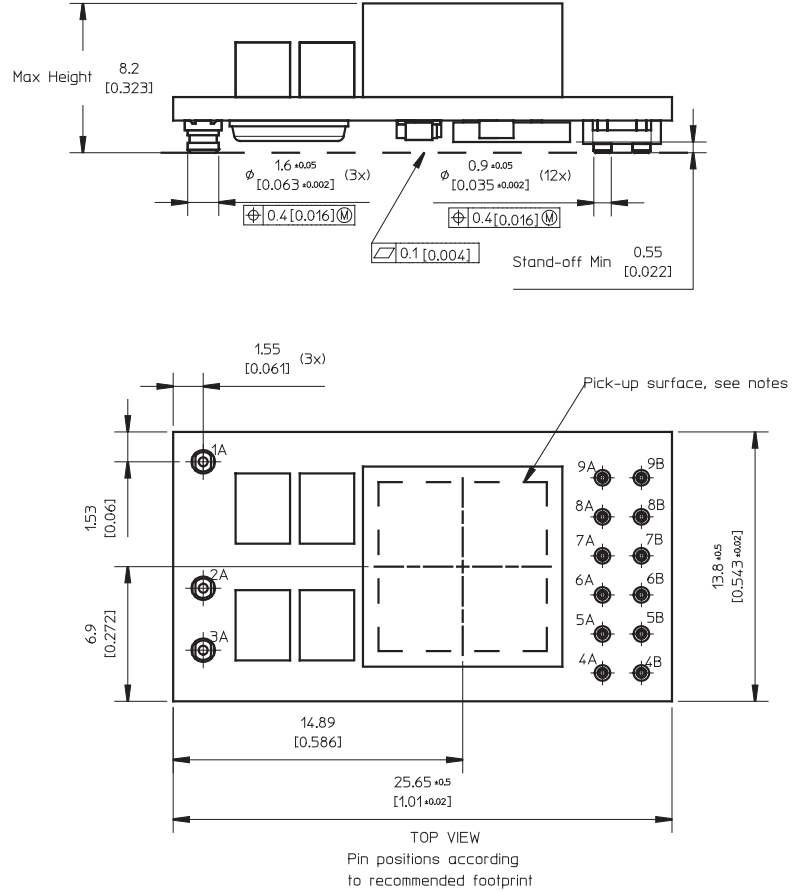 Max Height 8.2
[0.323]
⌀ 1.6 ±0.05 (3x)
[0.063 ±0.002]
⌖ 0.4 [0.016] Ⓜ
⌀ 0.9 ±0.05 (12x)
[0.035 ±0.002]
⌖ 0.4 [0.016] Ⓜ
⏥ 0.1 [0.004]
Stand-off Min 0.55
[0.022]
1.55 (3x)
[0.061]
Pick-up surface, see notes
1A
9A 9B
8A 8B
1.53
[0.06]
7A 7B
2A
6A 6B
13.8 ±0.5
[0.543 ±0.02]
6.9
[0.272]
5A 5B
3A
4A 4B
14.89
[0.586]
25.65 ±0.5
[1.01 ±0.02]
TOP VIEW
Pin positions according
to recommended footprint